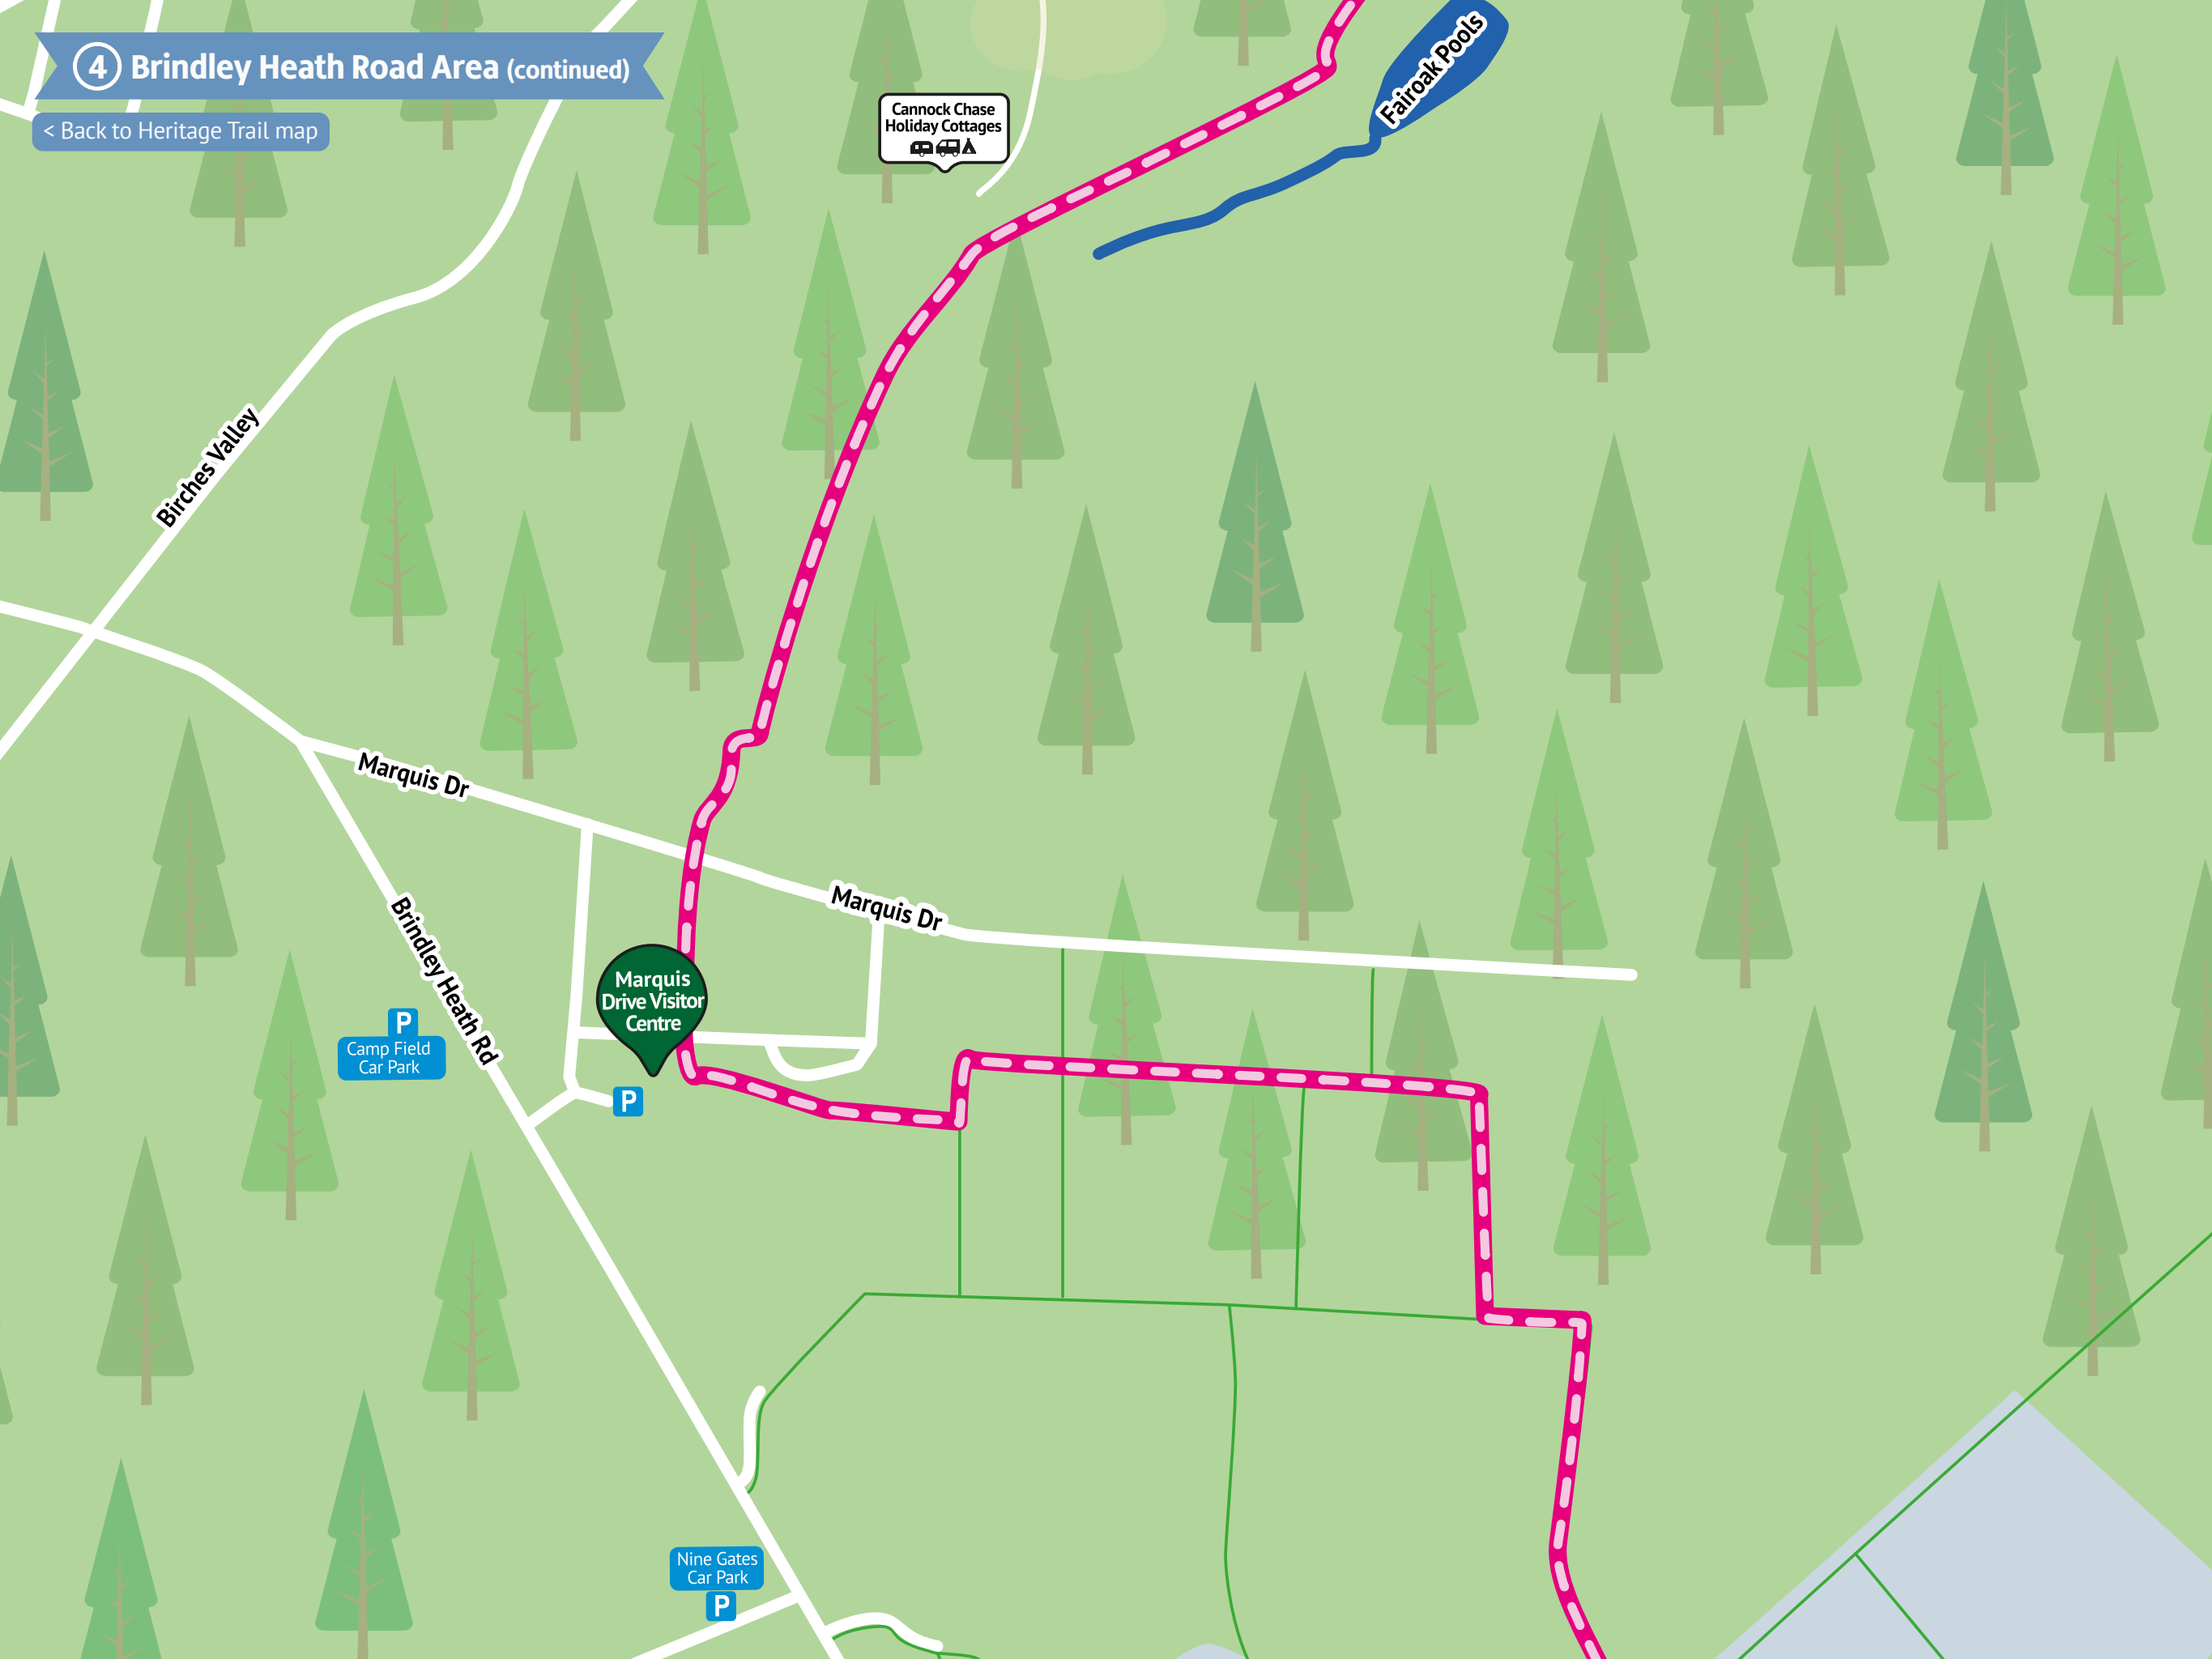 4 Brindley Heath Road Area (continued)
< Back to Heritage Trail map
Cannock Chase
Holiday Cottages
Fairoak Pools
Birches Valley
Marquis Dr
Marquis Dr
Brindley Heath Rd
Marquis
Drive Visitor
Centre
P
Camp Field
Car Park
P
Nine Gates
Car Park
P